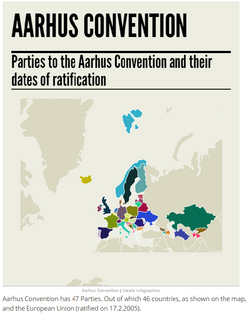 AARHUS CONVENTION
Parties to the Aarhus Convention and their
dates of ratification
Aarhus Convention | Create Infographics
Aarhus Convention has 47 Parties. Out of which 46 countries, as shown on the map,
and the European Union (ratified on 17.2.2005).